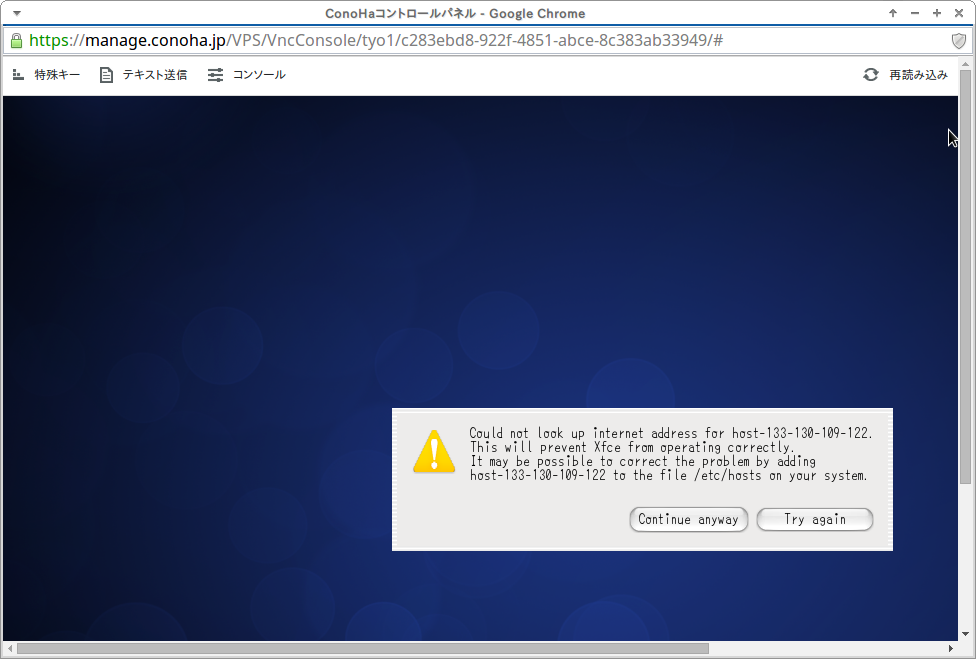 ConoHaコントロールパネル - Google Chrome
https://manage.conoha.jp/VPS/VncConsole/tyo1/c283ebd8-922f-4851-abce-8c383ab33949/#
特殊キー テキスト送信 コンソール 再読み込み
Could not look up internet address for host-133-130-109-122.
This will prevent Xfce from operating correctly.
It may be possible to correct the problem by adding
host-133-130-109-122 to the file /etc/hosts on your system.
Continue anyway Try again